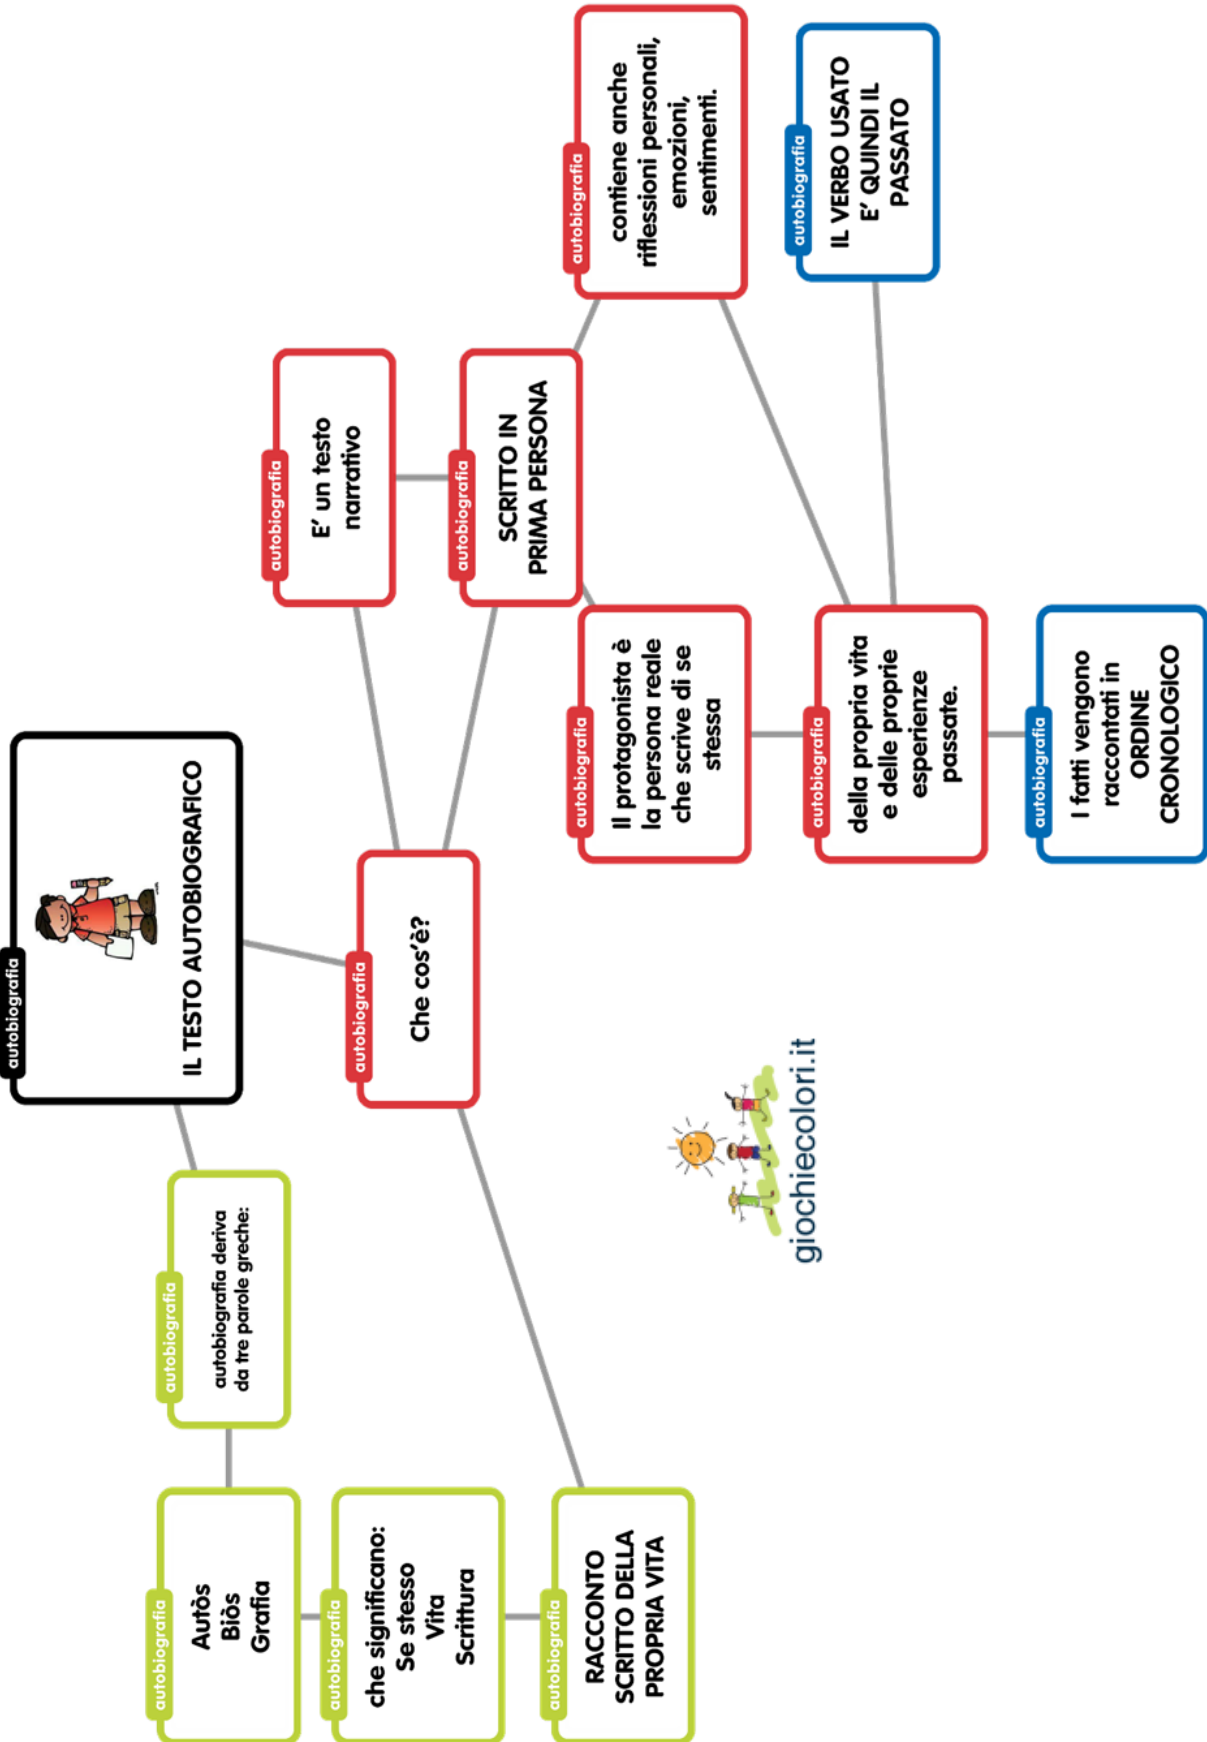 autobiografia
IL TESTO AUTOBIOGRAFICO
autobiografia
autobiografia deriva
da tre parole greche:
autobiografia
Autòs
Biòs
Grafia
autobiografia
che significano:
Se stesso
Vita
Scrittura
autobiografia
RACCONTO
SCRITTO DELLA
PROPRIA VITA
autobiografia
Che cos'è?
autobiografia
E' un testo
narrativo
autobiografia
SCRITTO IN
PRIMA PERSONA
autobiografia
contiene anche
riflessioni personali,
emozioni,
sentimenti.
autobiografia
Il protagonista è
la persona reale
che scrive di se
stessa
autobiografia
della propria vita
e delle proprie
esperienze
passate.
autobiografia
IL VERBO USATO
E' QUINDI IL
PASSATO
autobiografia
I fatti vengono
raccontati in
ORDINE
CRONOLOGICO
giochiecolori.it